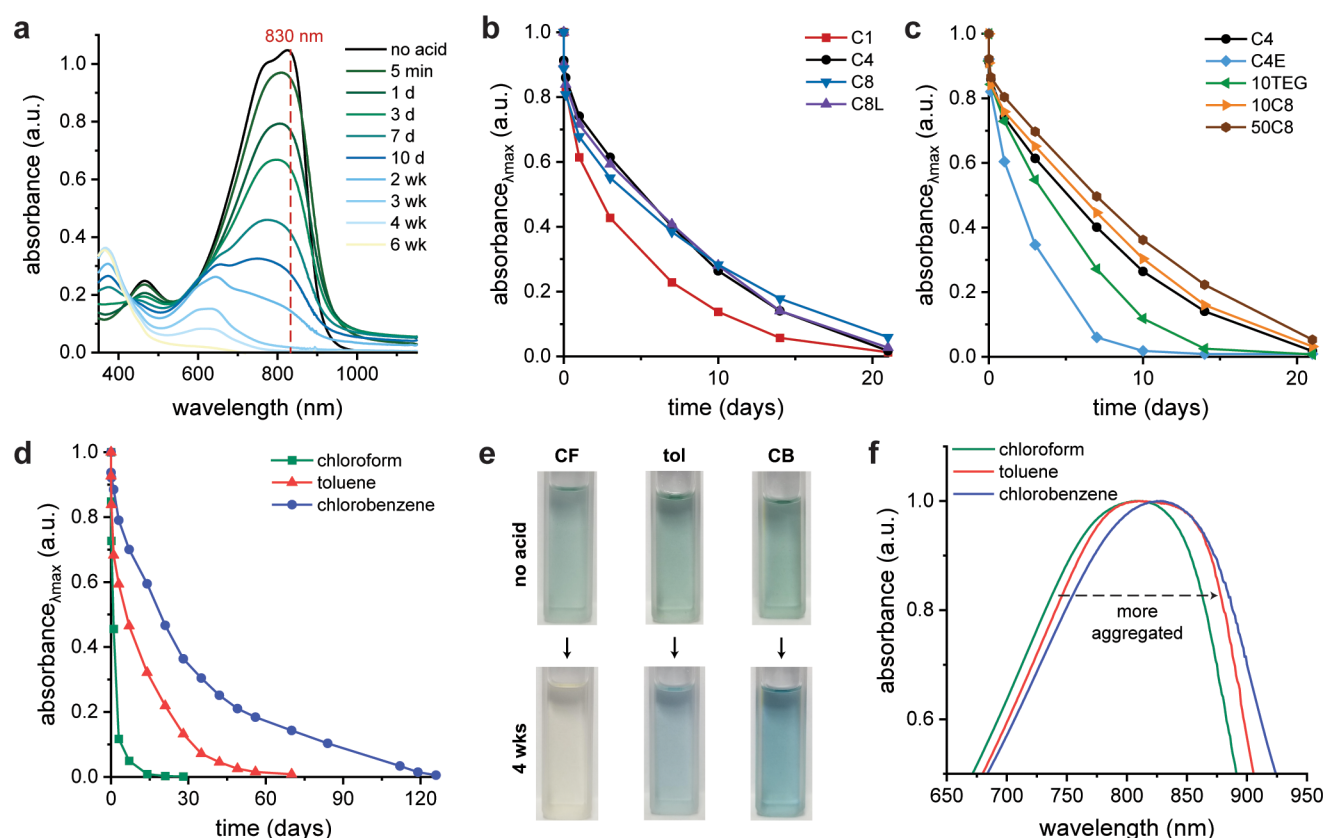 a
830 nm
no acid
5 min
1 d
3 d
7 d
10 d
2 wk
3 wk
4 wk
6 wk
1.0
0.8
0.6
0.4
0.2
0.0
absorbance (a.u.)
400
600
800
1000
wavelength (nm)
b
C1
C4
C8
C8L
1.0
0.8
0.6
0.4
0.2
0.0
absorbanceλmax (a.u.)
0
10
20
time (days)
c
C4
C4E
10TEG
10C8
50C8
1.0
0.8
0.6
0.4
0.2
0.0
absorbanceλmax (a.u.)
0
10
20
time (days)
d
chloroform
toluene
chlorobenzene
1.0
0.8
0.6
0.4
0.2
0.0
absorbanceλmax (a.u.)
0
30
60
90
120
time (days)
e
CF
tol
CB
no acid
4 wks
f
chloroform
toluene
chlorobenzene
more
aggregated
1.0
0.8
0.6
absorbance (a.u.)
650
700
750
800
850
900
950
wavelength (nm)